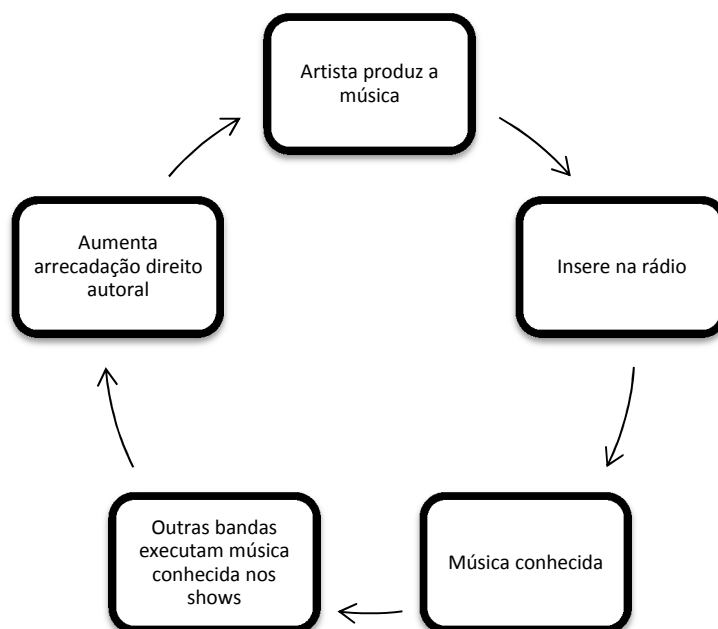 Artista produz a
música
Insere na rádio
Música conhecida
Outras bandas
executam música
conhecida nos
shows
Aumenta
arrecadação direito
autoral